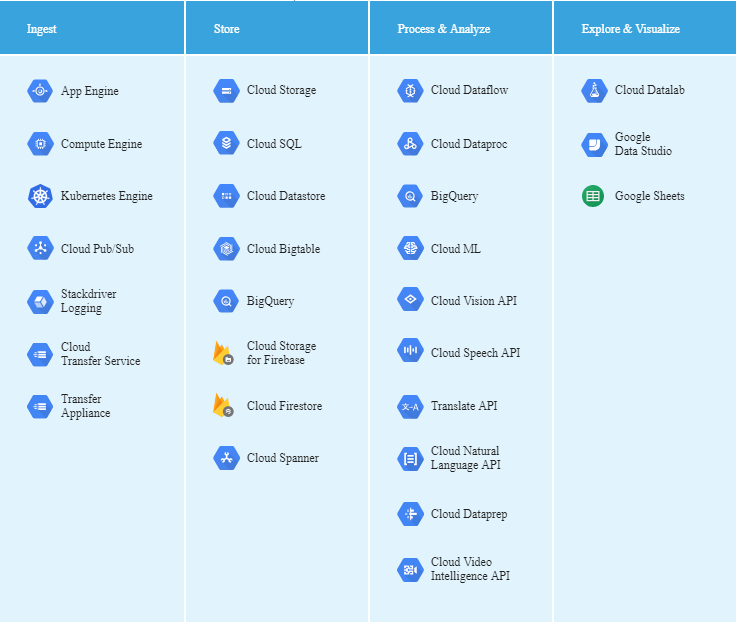 Ingest
Store
Process & Analyze
Explore & Visualize
App Engine
Compute Engine
Kubernetes Engine
Cloud Pub/Sub
Stackdriver
Logging
Cloud
Transfer Service
Transfer
Appliance
Cloud Storage
Cloud SQL
Cloud Datastore
Cloud Bigtable
BigQuery
Cloud Storage
for Firebase
Cloud Firestore
Cloud Spanner
Cloud Dataflow
Cloud Dataproc
BigQuery
Cloud ML
Cloud Vision API
Cloud Speech API
文→A
Translate API
Cloud Natural
Language API
Cloud Dataprep
Cloud Video
Intelligence API
Cloud Datalab
Google
Data Studio
Google Sheets